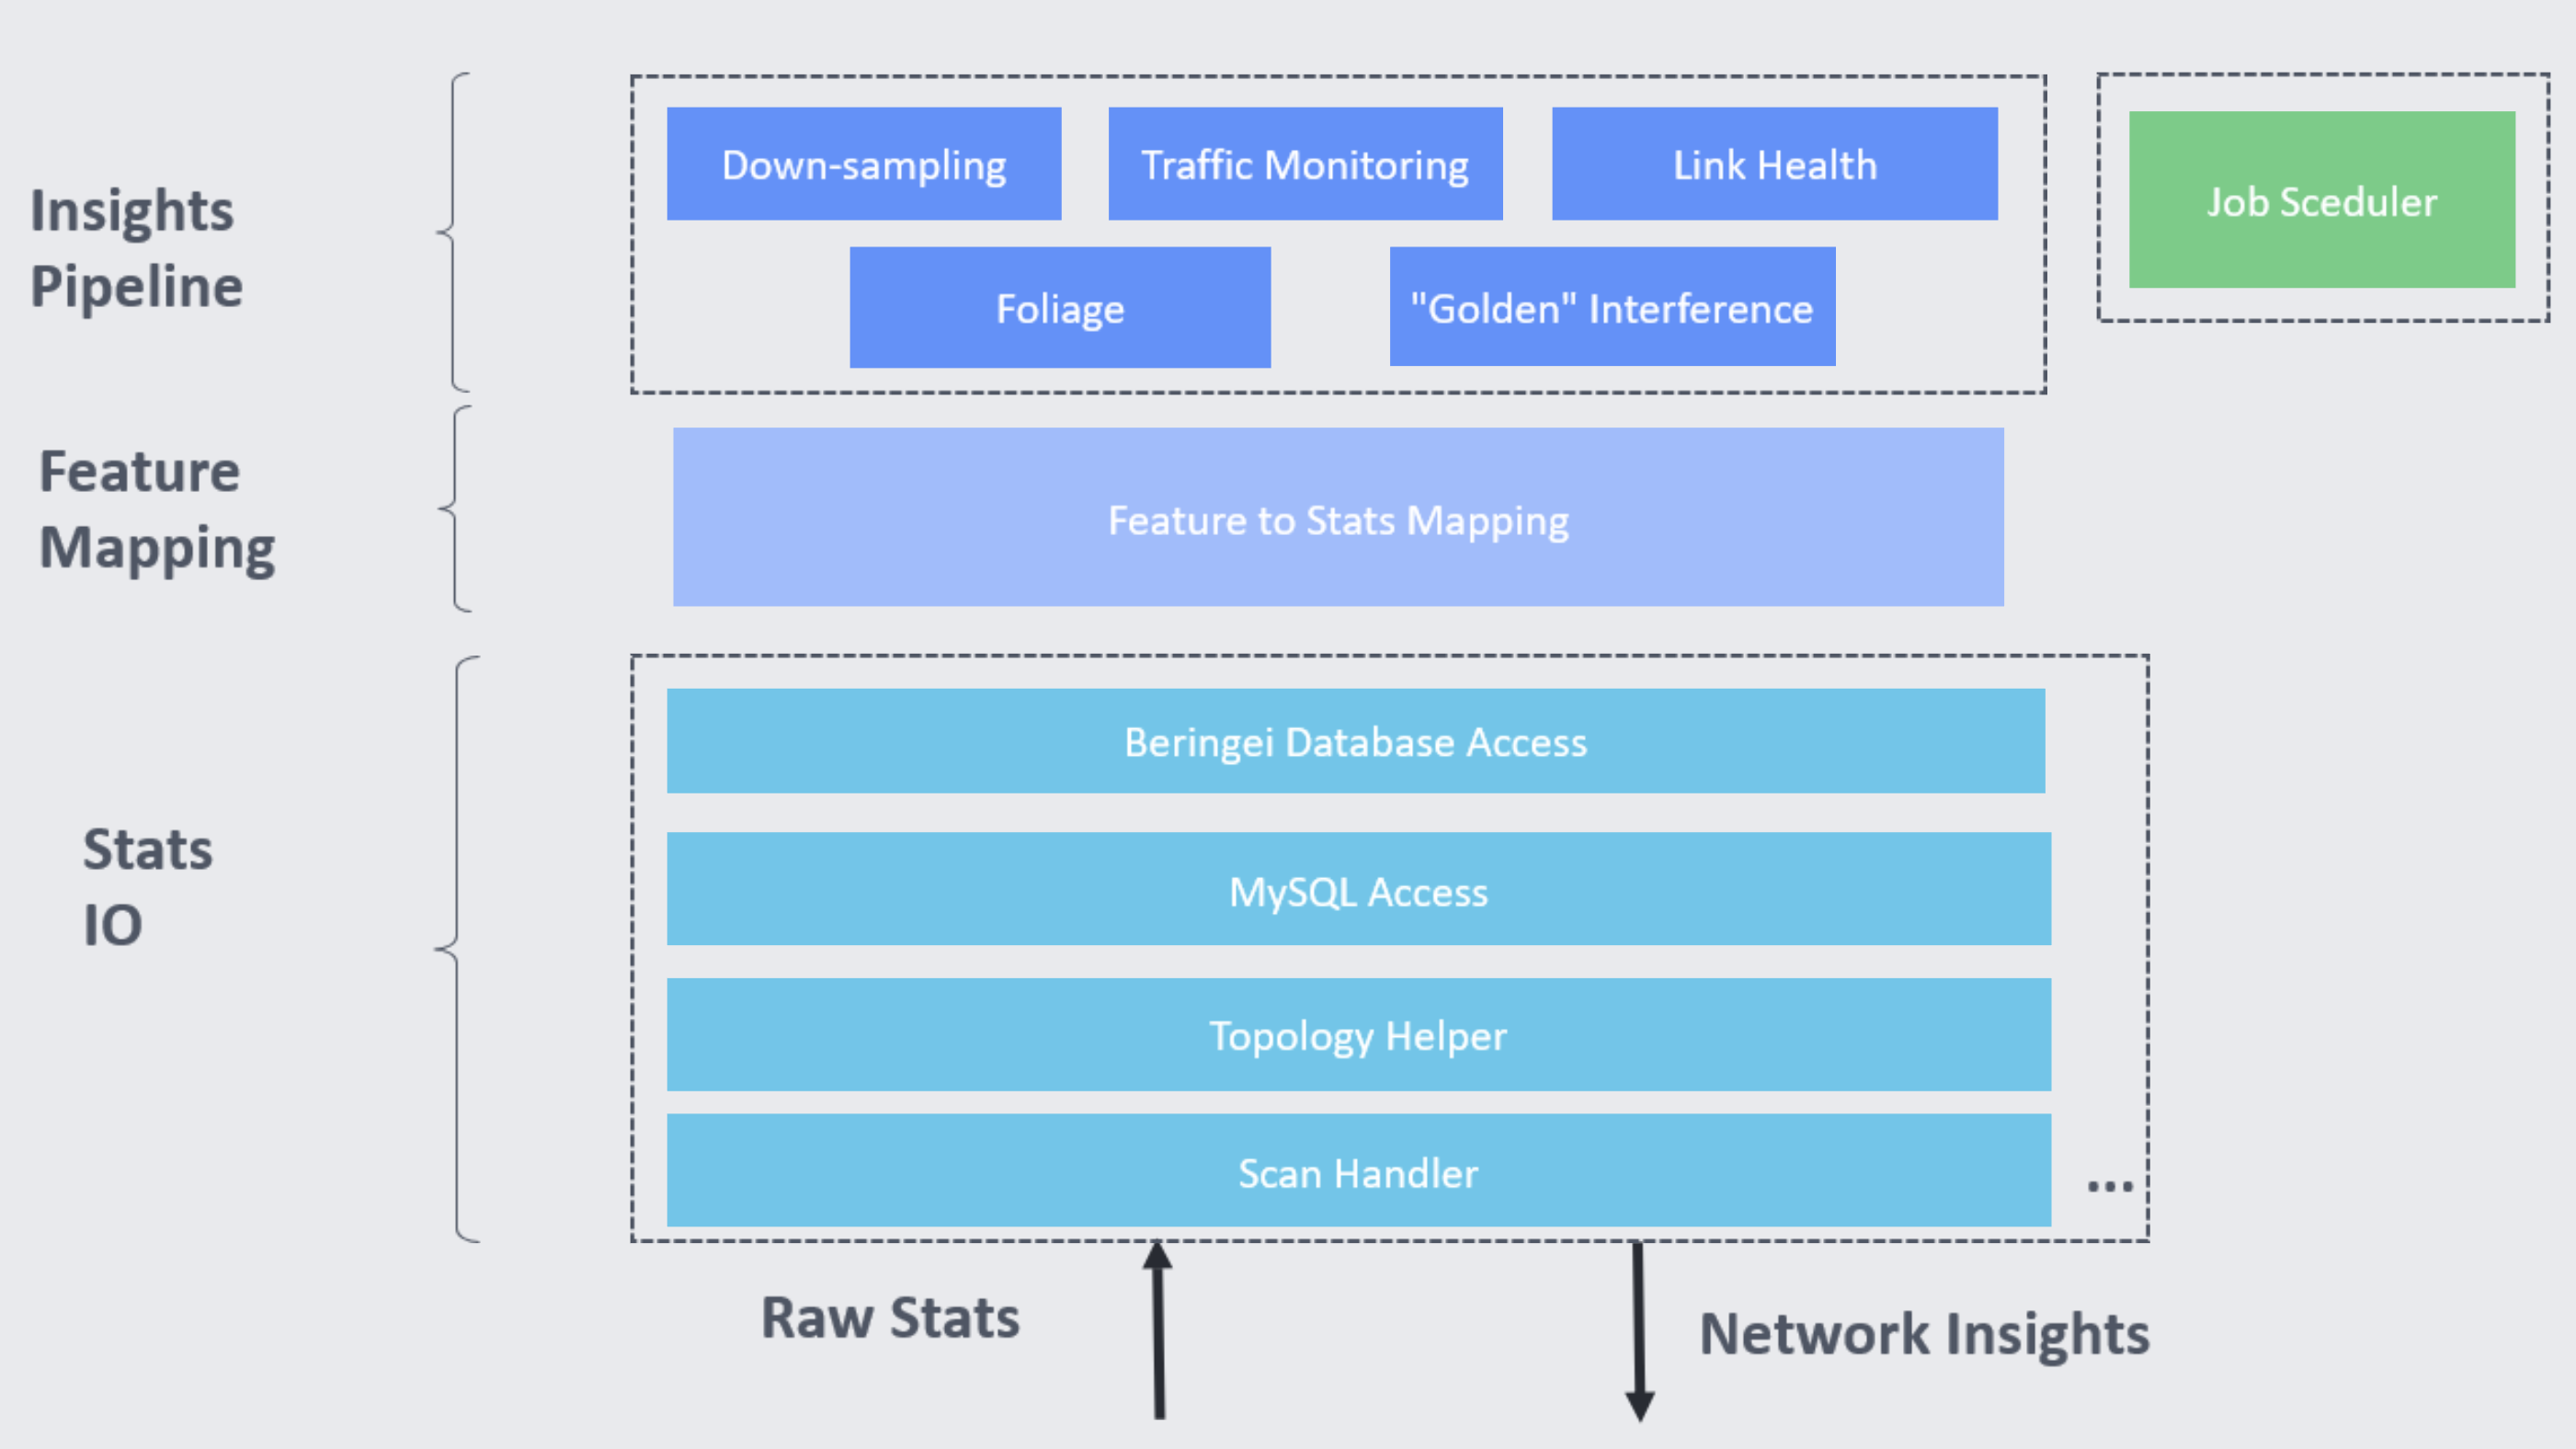 Insights
Pipeline
Down-sampling
Traffic Monitoring
Link Health
Job Sceduler
Foliage
"Golden" Interference
Feature
Mapping
Feature to Stats Mapping
Stats
IO
Beringei Database Access
MySQL Access
Topology Helper
Scan Handler
...
Raw Stats
Network Insights